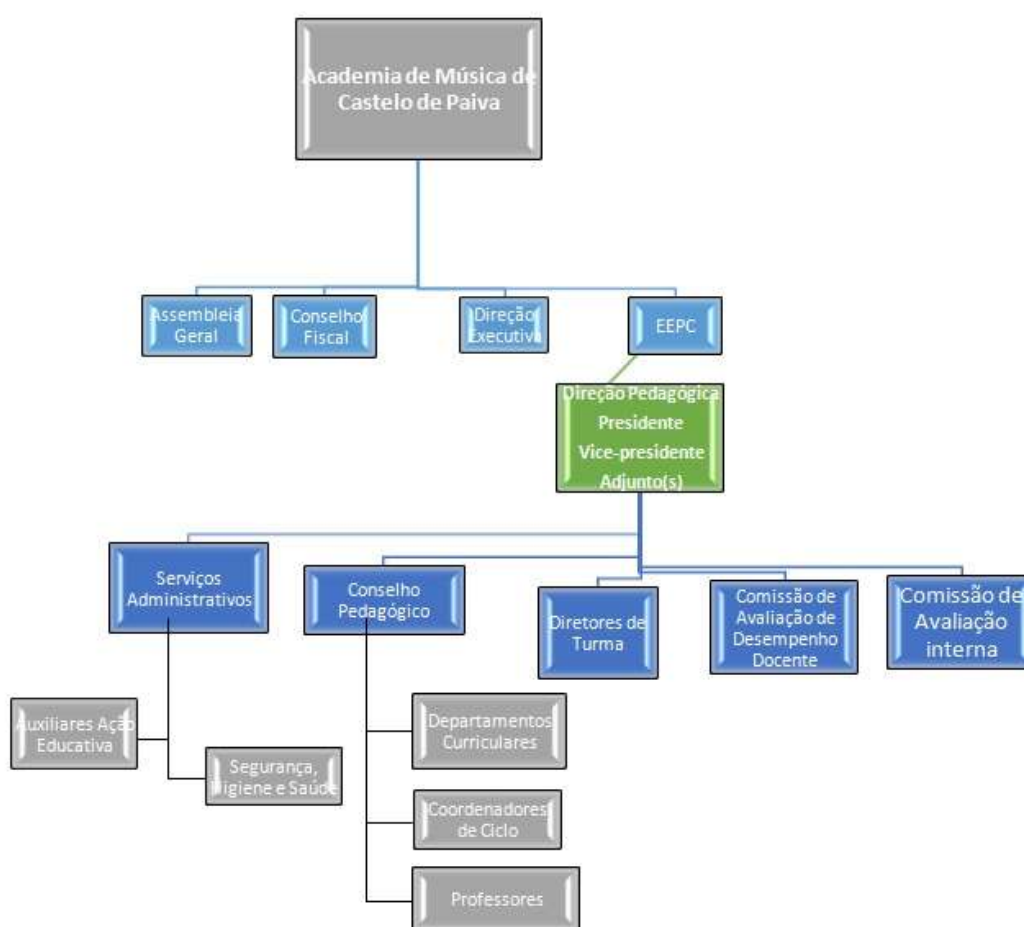 Academia de Música de
Castelo de Paiva
Assembleia
Geral
Conselho
Fiscal
Direção
Executiva
EEPC
Direção Pedagógica
Presidente
Vice-presidente
Adjunto(s)
Serviços
Administrativos
Conselho
Pedagógico
Diretores de
Turma
Comissão de
Avaliação de
Desempenho
Docente
Comissão de
Avaliação
interna
Auxiliares Ação
Educativa
Segurança,
Higiene e Saúde
Departamentos
Curriculares
Coordenadores
de Ciclo
Professores